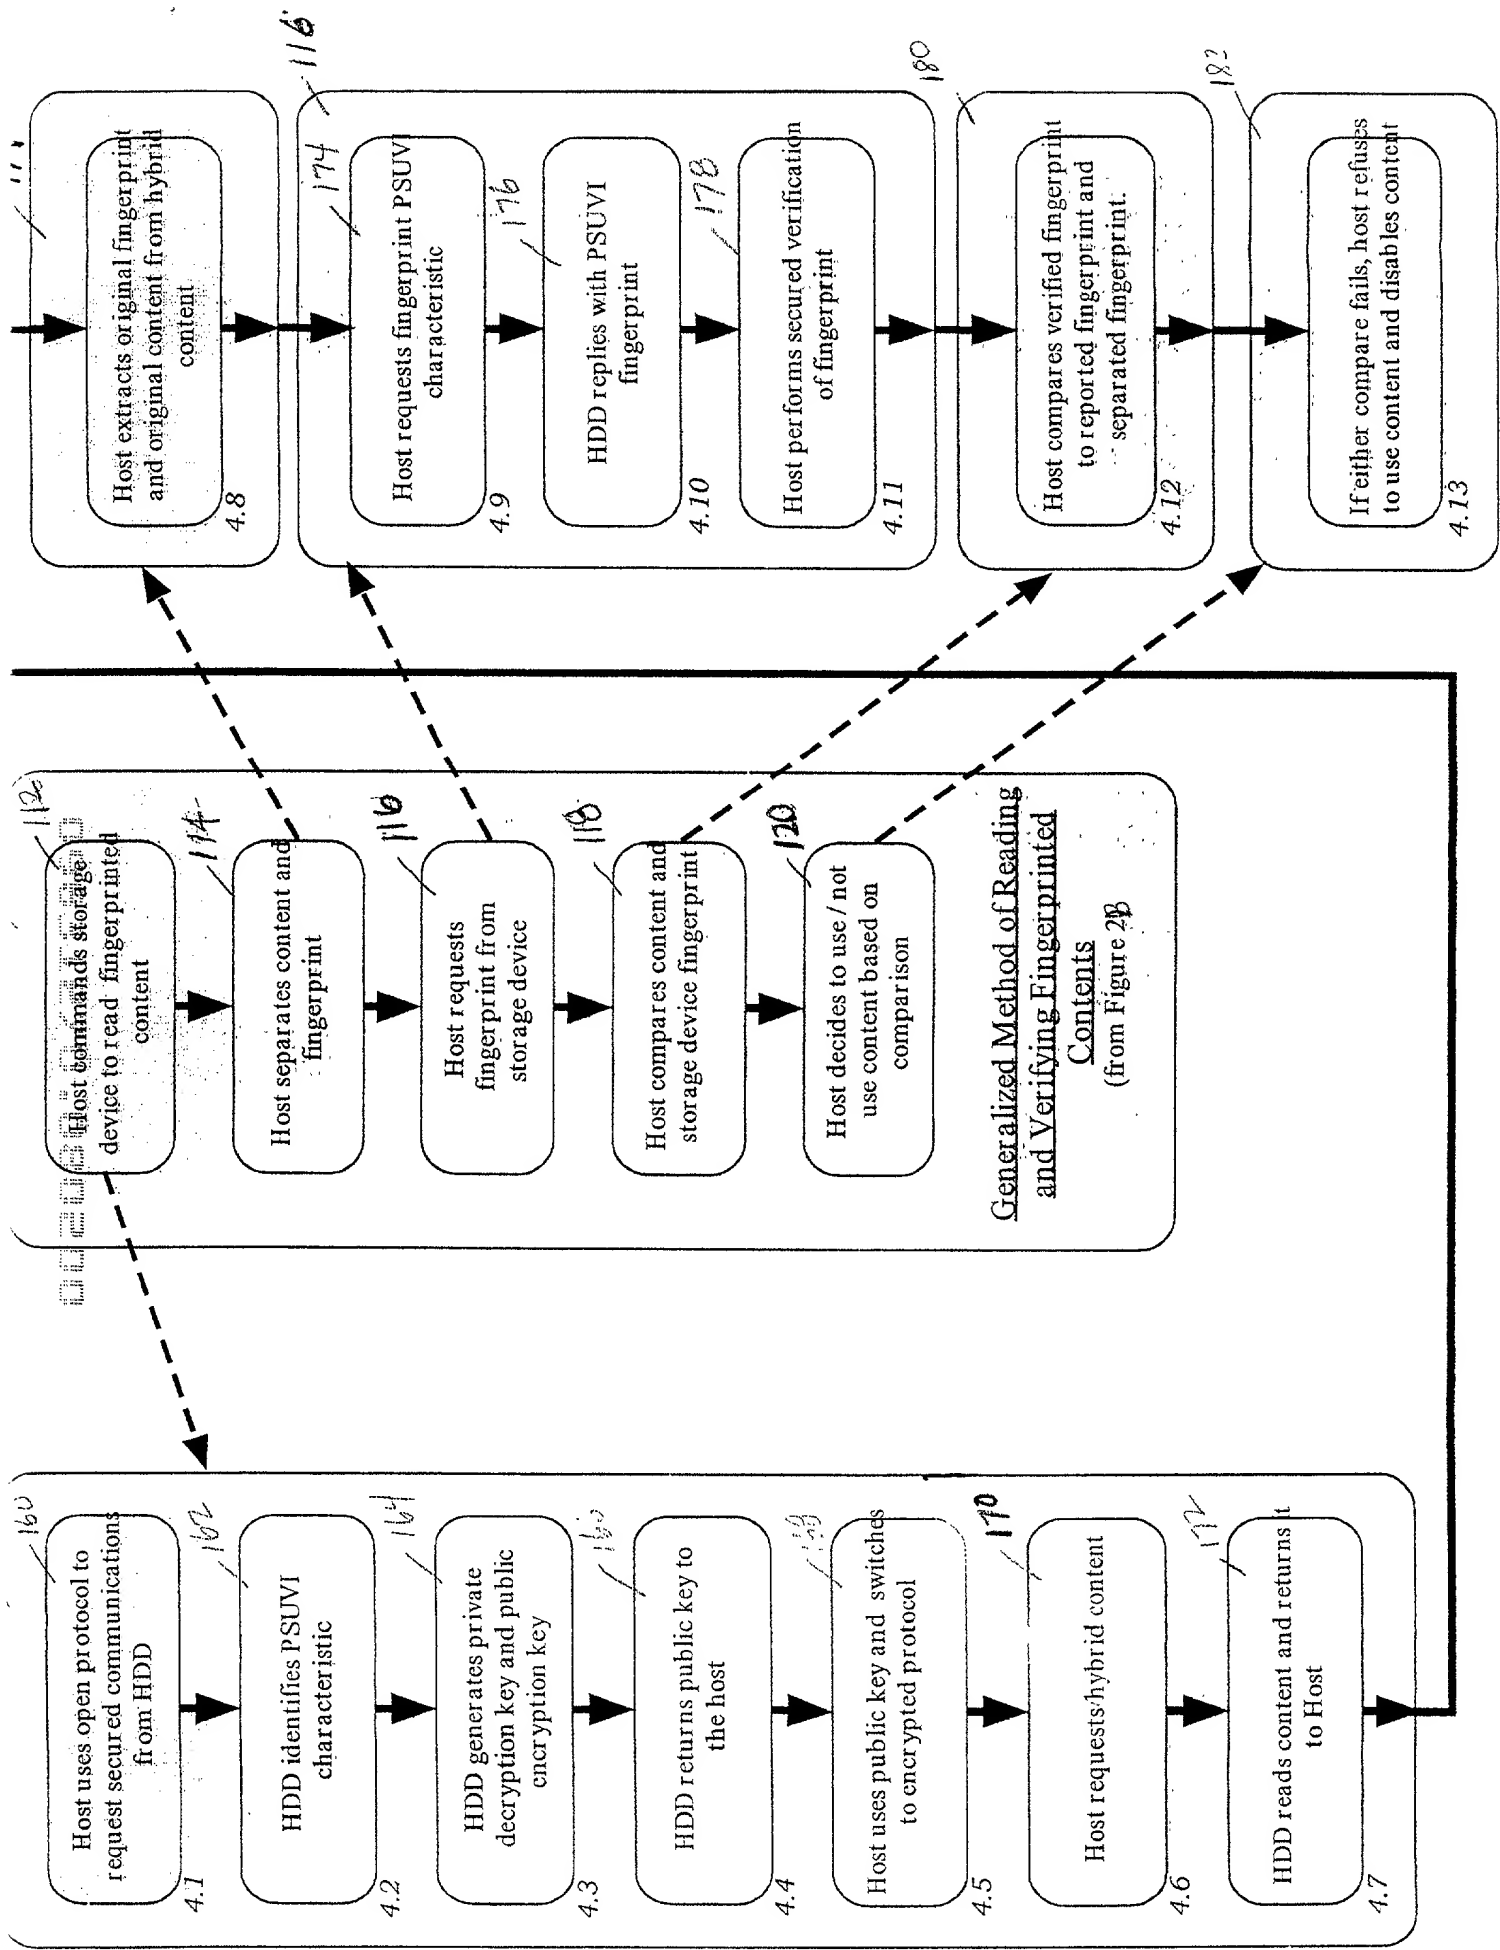 160
Host uses open protocol to
request secured communications
from HDD
4.1
162
HDD identifies PSUVI
characteristic
4.2
164
HDD generates private
decryption key and public
encryption key
4.3
HDD returns public key to
the host
4.4
Host uses public key and switches
to encrypted protocol
4.5
170
Host requests/hybrid content
4.6
172
HDD reads content and returns it
to Host
4.7
112
Host commands storage
device to read fingerprinted
content
114
Host separates content and
fingerprint
116
Host requests
fingerprint from
storage device
118
Host compares content and
storage device fingerprint
120
Host decides to use / not
use content based on
comparison
Generalized Method of Reading
and Verifying Fingerprinted
Contents
(from Figure 2B)
Host extracts original fingerprint
and original content from hybrid
content
4.8
116
174
Host requests fingerprint PSUVI
characteristic
4.9
176
HDD replies with PSUVI
fingerprint
4.10
178
Host performs secured verification
of fingerprint
4.11
180
Host compares verified fingerprint
to reported fingerprint and
separated fingerprint.
4.12
182
If either compare fails, host refuses
to use content and disables content
4.13